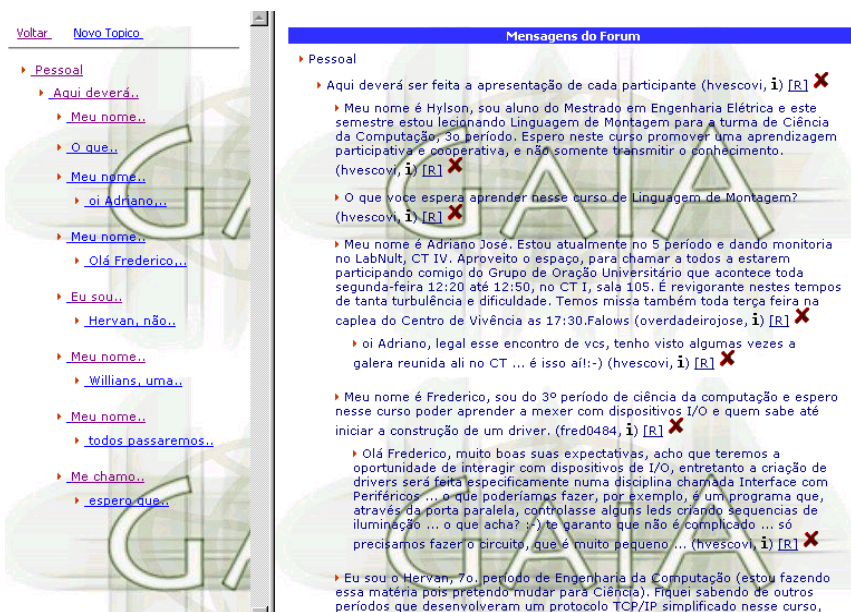 Voltar Novo Topico
Pessoal
Aqui deverá..
Meu nome..
O que..
Meu nome..
oi Adriano,..
Meu nome..
Olá Frederico,..
Eu sou..
Hervan, não..
Meu nome..
Willians, uma..
Meu nome..
todos passaremos..
Me chamo..
espero que..
Mensagens do Forum
Pessoal
Aqui deverá ser feita a apresentação de cada participante (hvescovi, i) [R]
Meu nome é Hylson, sou aluno do Mestrado em Engenharia Elétrica e este
semestre estou lecionando Linguagem de Montagem para a turma de Ciência
da Computação, 3o período. Espero neste curso promover uma aprendizagem
participativa e cooperativa, e não somente transmitir o conhecimento.
(hvescovi, i) [R]
O que voce espera aprender nesse curso de Linguagem de Montagem?
(hvescovi, i) [R]
Meu nome é Adriano José. Estou atualmente no 5 período e dando monitoria
no LabNult, CT IV. Aproveito o espaço, para chamar a todos a estarem
participando comigo do Grupo de Oração Universitário que acontece toda
segunda-feira 12:20 até 12:50, no CT I, sala 105. É revigorante nestes tempos
de tanta turbulência e dificuldade. Temos missa também toda terça feira na
caplea do Centro de Vivência as 17:30.Falows (overdadeirojose, i) [R]
oi Adriano, legal esse encontro de vcs, tenho visto algumas vezes a
galera reunida ali no CT ... é isso aí!:-) (hvescovi, i) [R]
Meu nome é Frederico, sou do 3º período de ciência da computação e espero
nesse curso poder aprender a mexer com dispositivos I/O e quem sabe até
iniciar a construção de um driver. (fred0484, i) [R]
Olá Frederico, muito boas suas expectativas, acho que teremos a
oportunidade de interagir com dispositivos de I/O, entretanto a criação de
drivers será feita especificamente numa disciplina chamada Interface com
Periféricos ... o que poderíamos fazer, por exemplo, é um programa que,
através da porta paralela, controlasse alguns leds criando sequencias de
iluminação ... o que acha? :-) te garanto que não é complicado ... só
precisamos fazer o circuito, que é muito pequeno ... (hvescovi, i) [R]
Eu sou o Hervan, 7o. período de Engenharia da Computação (estou fazendo
essa matéria pois pretendo mudar para Ciência). Fiquei sabendo de outros
períodos que desenvolveram um protocolo TCP/IP simplificado nesse curso,
GAIA